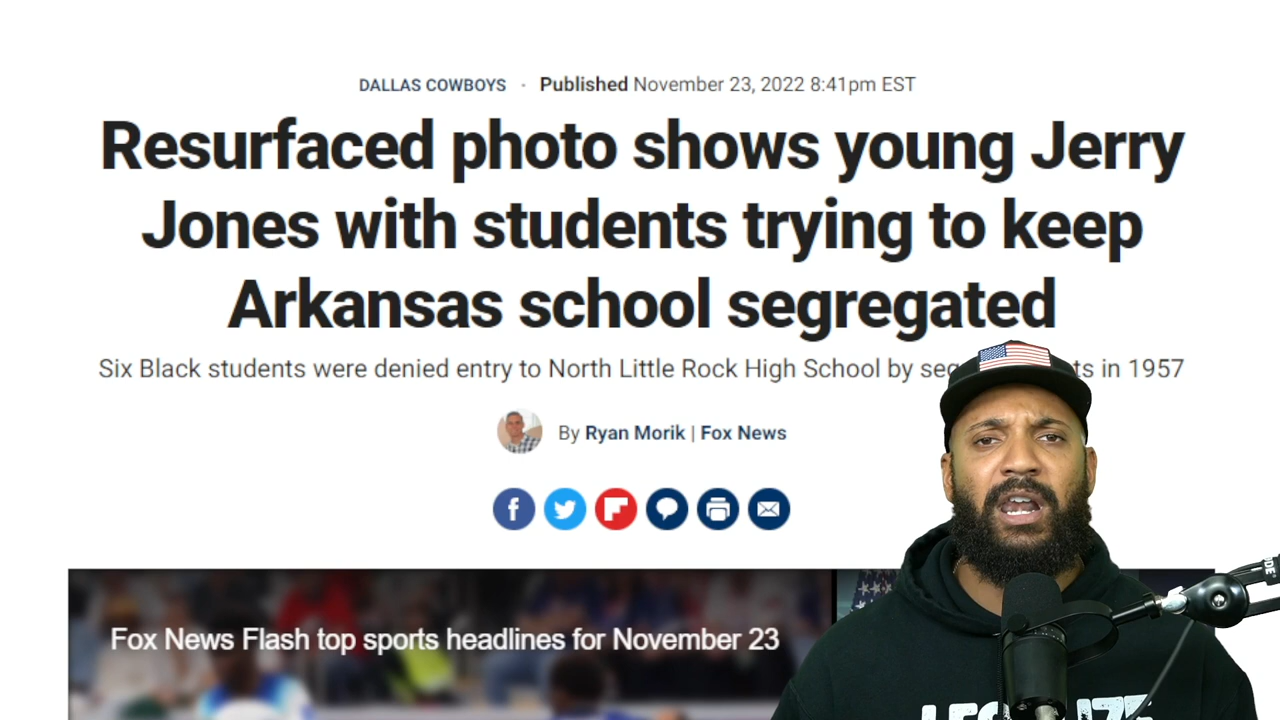 DALLAS COWBOYS · Published November 23, 2022 8:41pm EST
Resurfaced photo shows young Jerry
Jones with students trying to keep
Arkansas school segregated
Six Black students were denied entry to North Little Rock High School by in 1957
By Ryan Morik | Fox News
Fox News Flash top sports headlines for November 23